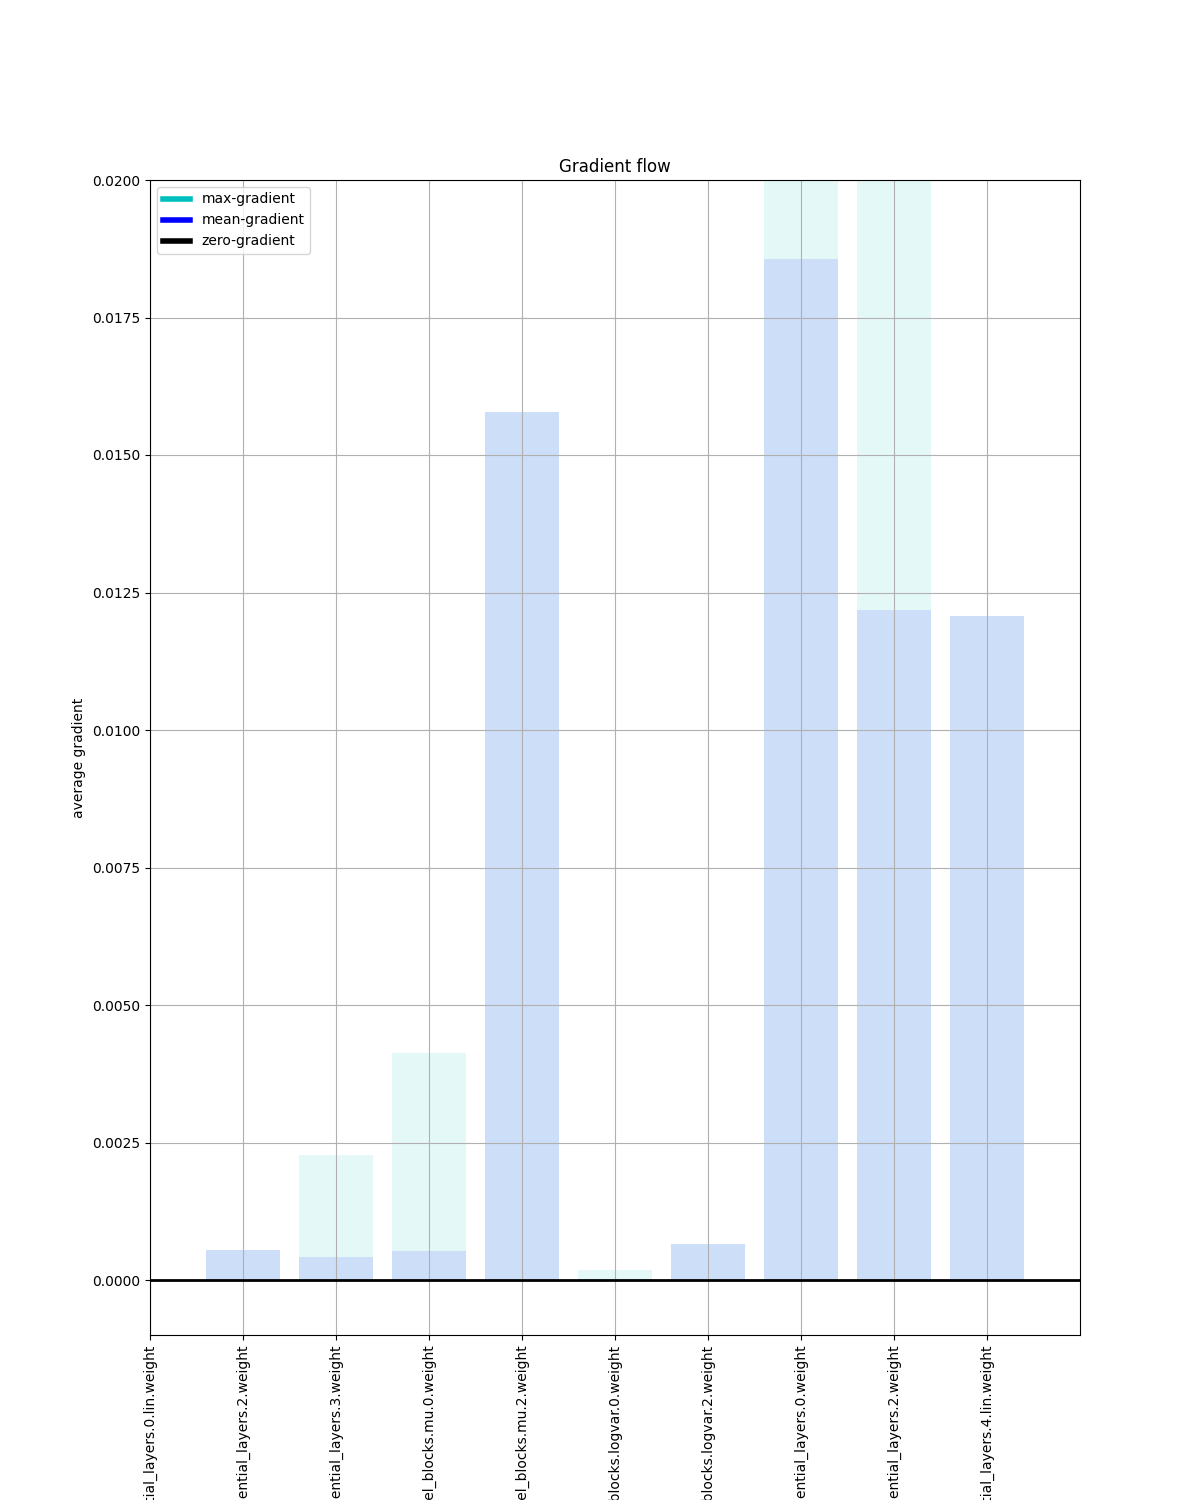 Gradient flow
max-gradient
mean-gradient
zero-gradient
average gradient
0.0200
0.0175
0.0150
0.0125
0.0100
0.0075
0.0050
0.0025
0.0000
tial_layers.0.lin.weight
ential_layers.2.weight
ential_layers.3.weight
el_blocks.mu.0.weight
el_blocks.mu.2.weight
blocks.logvar.0.weight
blocks.logvar.2.weight
ential_layers.0.weight
ential_layers.2.weight
tial_layers.4.lin.weight